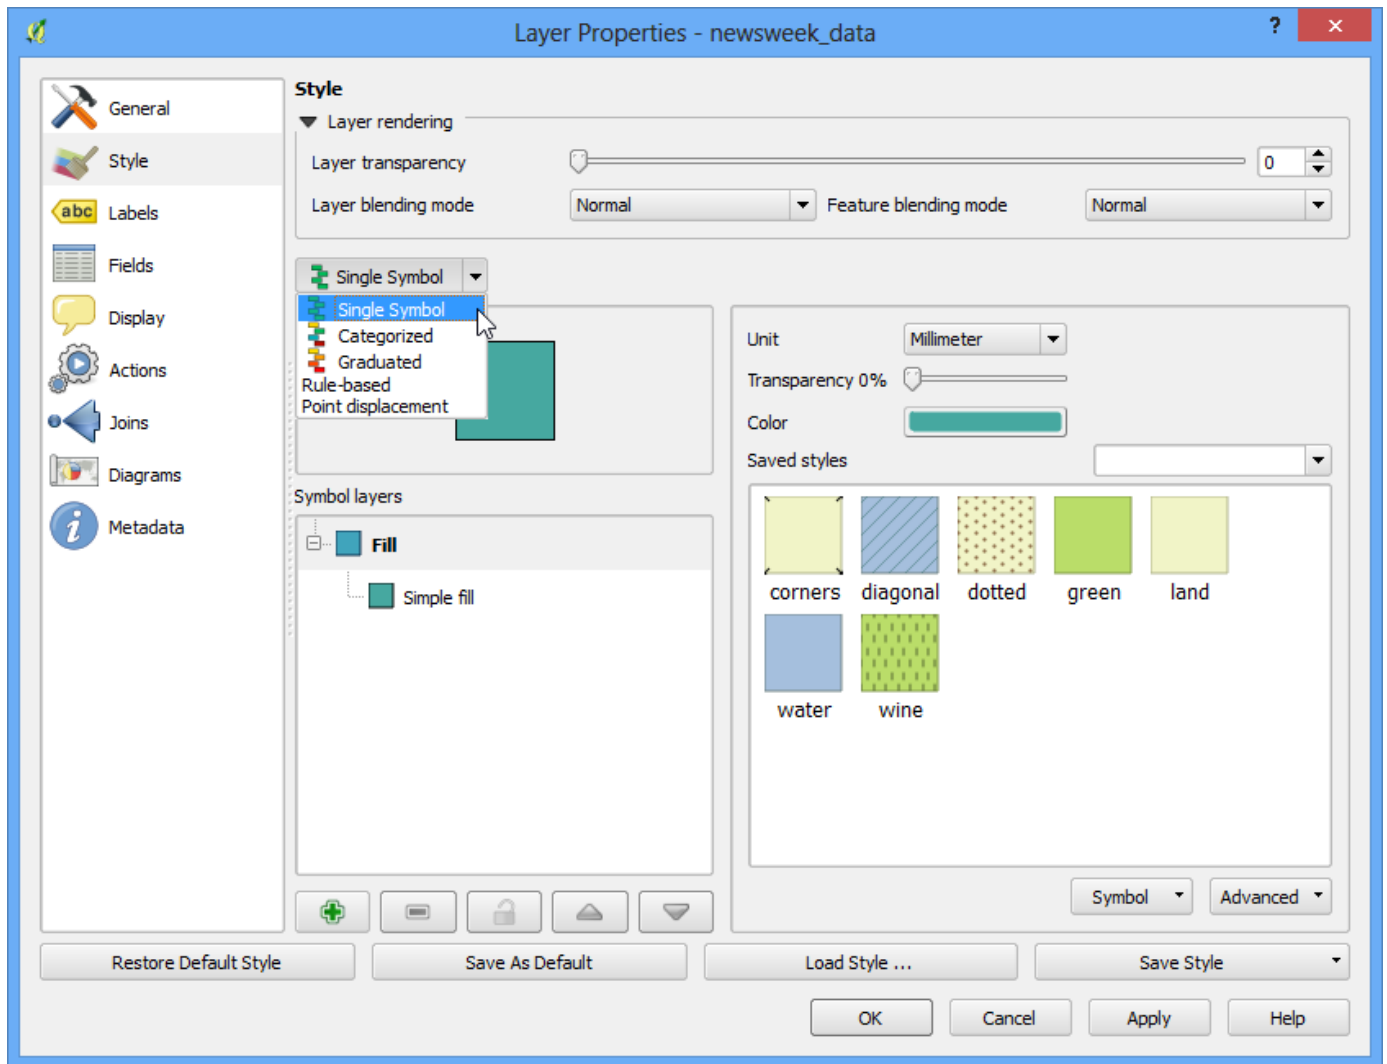 Layer Properties - newsweek_data
?
General
Style
Labels
Fields
Display
Actions
Joins
Diagrams
Metadata
abc
Style
Layer rendering
Layer transparency
0
Layer blending mode Normal Feature blending mode Normal
Single Symbol
Single Symbol
Categorized
Graduated
Rule-based
Point displacement
Symbol layers
Fill
Simple fill
Unit Millimeter
Transparency 0%
Color
Saved styles
corners diagonal dotted green land
water wine
Symbol Advanced
Restore Default Style Save As Default Load Style ... Save Style
OK Cancel Apply Help